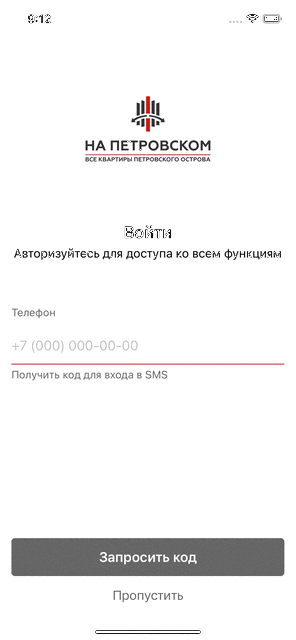 9:12
НА ПЕТРОВСКОМ
ВСЕ КВАРТИРЫ ПЕТРОВСКОГО ОСТРОВА
Войти
Авторизуйтесь для доступа ко всем функциям
Телефон
+7 (000) 000-00-00
Получить код для входа в SMS
Запросить код
Пропустить